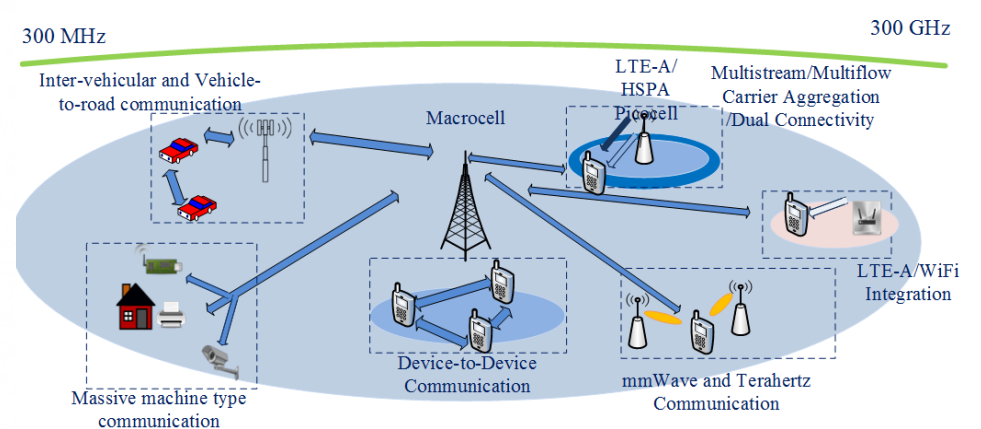 300 MHz
300 GHz
Inter-vehicular and Vehicle-
to-road communication
LTE-A/
HSPA
Picocell
Multistream/Multiflow
Carrier Aggregation
/Dual Connectivity
Macrocell
LTE-A/WiFi
Integration
Device-to-Device
Communication
mmWave and Terahertz
Communication
Massive machine type
communication